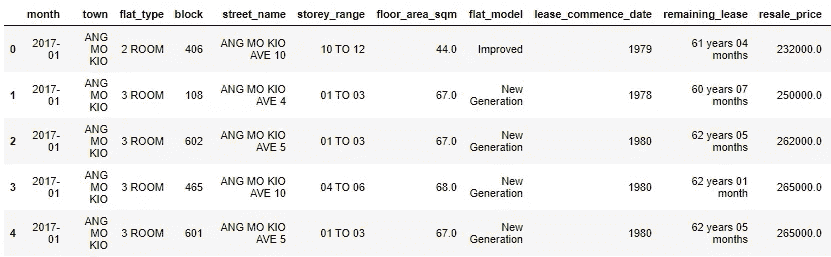 month town flat_type block street_name storey_range floor_area_sqm flat_model lease_commence_date remaining_lease resale_price
0 2017-01 ANG MO KIO 2 ROOM 406 ANG MO KIO AVE 10 10 TO 12 44.0 Improved 1979 61 years 04 months 232000.0
1 2017-01 ANG MO KIO 3 ROOM 108 ANG MO KIO AVE 4 01 TO 03 67.0 New Generation 1978 60 years 07 months 250000.0
2 2017-01 ANG MO KIO 3 ROOM 602 ANG MO KIO AVE 5 01 TO 03 67.0 New Generation 1980 62 years 05 months 262000.0
3 2017-01 ANG MO KIO 3 ROOM 465 ANG MO KIO AVE 10 04 TO 06 68.0 New Generation 1980 62 years 01 month 265000.0
4 2017-01 ANG MO KIO 3 ROOM 601 ANG MO KIO AVE 5 01 TO 03 67.0 New Generation 1980 62 years 05 months 265000.0